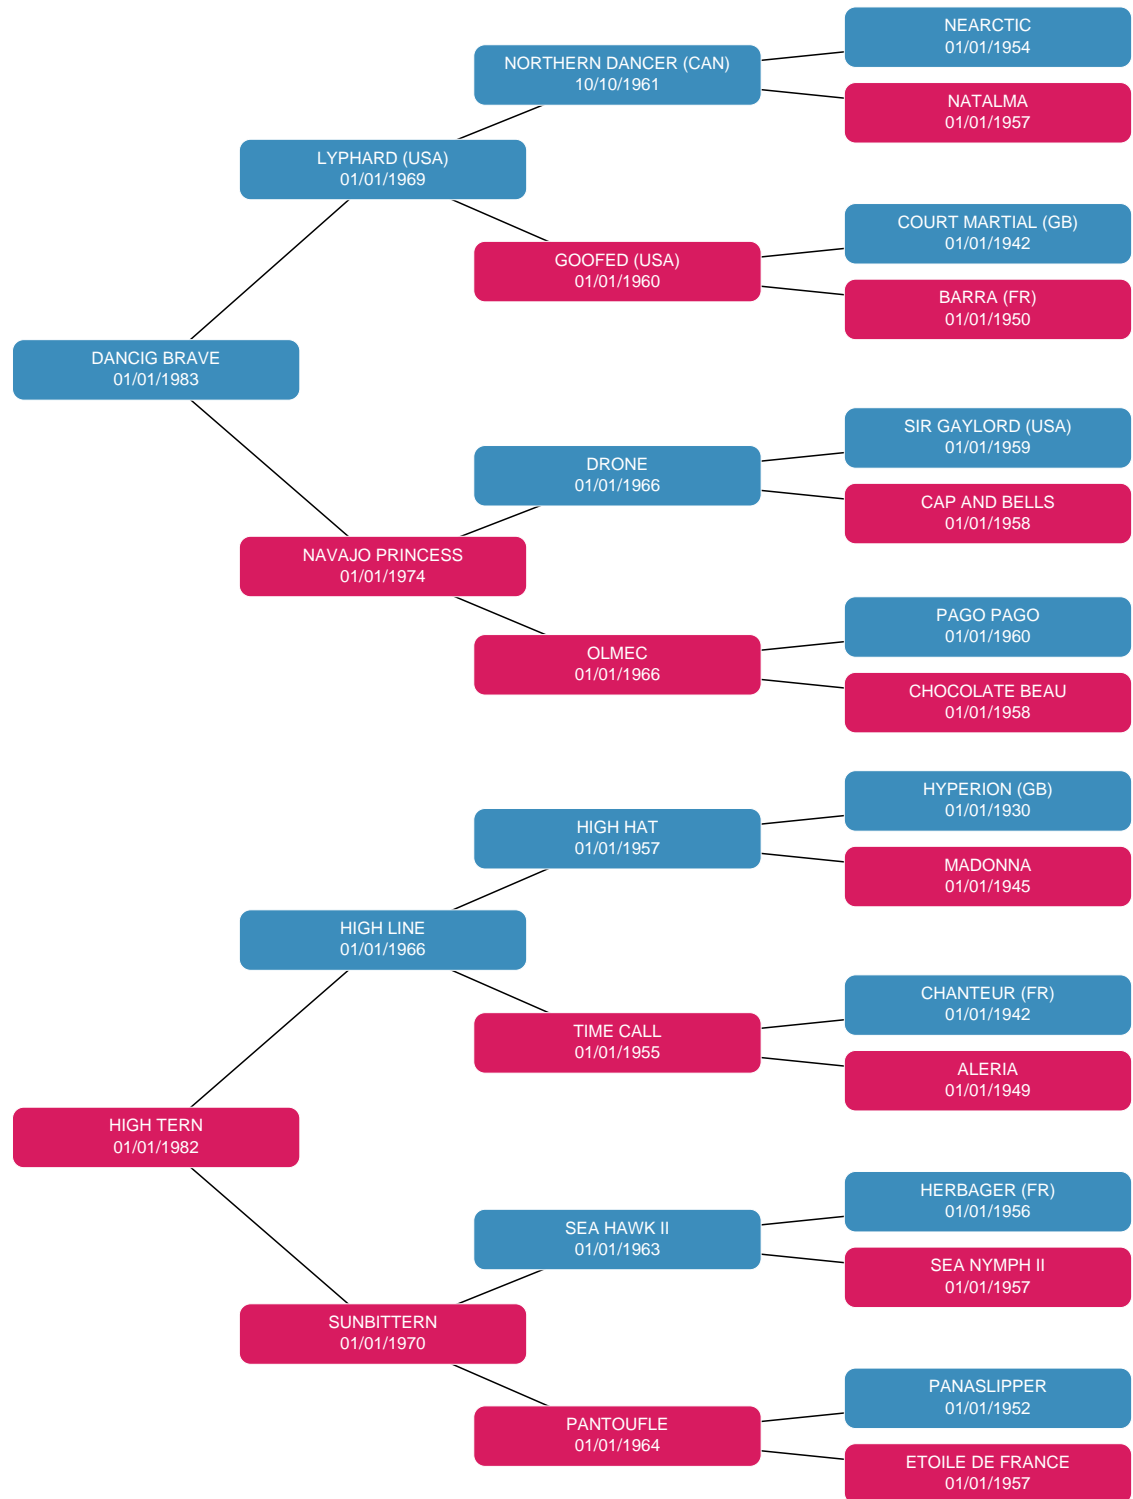 NEARCTIC
01/01/1954
NORTHERN DANCER (CAN)
10/10/1961
NATALMA
01/01/1957
LYPHARD (USA)
01/01/1969
COURT MARTIAL (GB)
01/01/1942
GOOFED (USA)
01/01/1960
BARRA (FR)
01/01/1950
DANCIG BRAVE
01/01/1983
SIR GAYLORD (USA)
01/01/1959
DRONE
01/01/1966
CAP AND BELLS
01/01/1958
NAVAJO PRINCESS
01/01/1974
PAGO PAGO
01/01/1960
OLMEC
01/01/1966
CHOCOLATE BEAU
01/01/1958
HYPERION (GB)
01/01/1930
HIGH HAT
01/01/1957
MADONNA
01/01/1945
HIGH LINE
01/01/1966
CHANTEUR (FR)
01/01/1942
TIME CALL
01/01/1955
ALERIA
01/01/1949
HIGH TERN
01/01/1982
HERBAGER (FR)
01/01/1956
SEA HAWK II
01/01/1963
SEA NYMPH II
01/01/1957
SUNBITTERN
01/01/1970
PANASLIPPER
01/01/1952
PANTOUFLE
01/01/1964
ETOILE DE FRANCE
01/01/1957